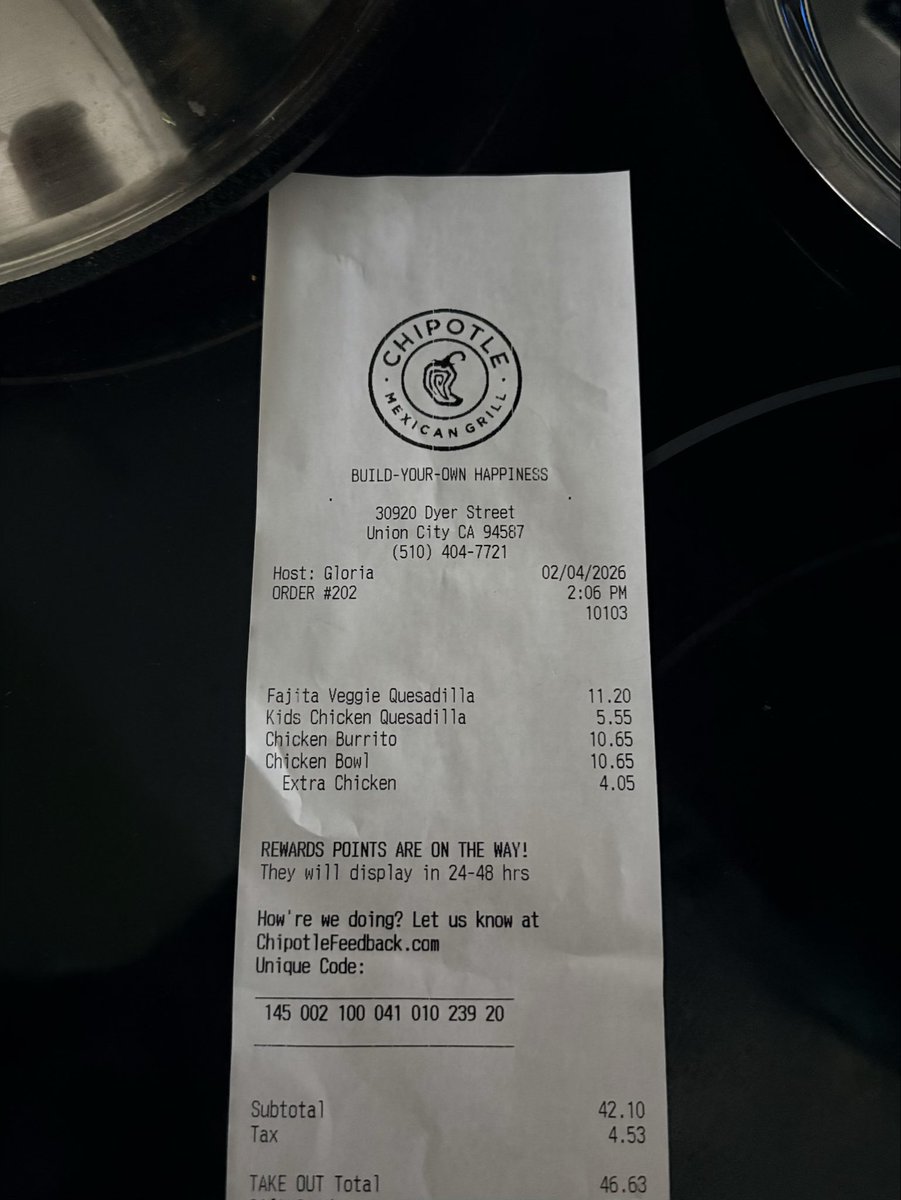 CHIPOTLE
MEXICAN GRILL
BUILD-YOUR-OWN HAPPINESS
30920 Dyer Street
Union City CA 94587
(510) 404-7721
Host: Gloria 02/04/2026
ORDER #202 2:06 PM
10103
Fajita Veggie Quesadilla 11.20
Kids Chicken Quesadilla 5.55
Chicken Burrito 10.65
Chicken Bowl 10.65
Extra Chicken 4.05
REWARDS POINTS ARE ON THE WAY!
They will display in 24-48 hrs
How're we doing? Let us know at
ChipotleFeedback.com
Unique Code:
145 002 100 041 010 239 20
Subtotal 42.10
Tax 4.53
TAKE OUT Total 46.63